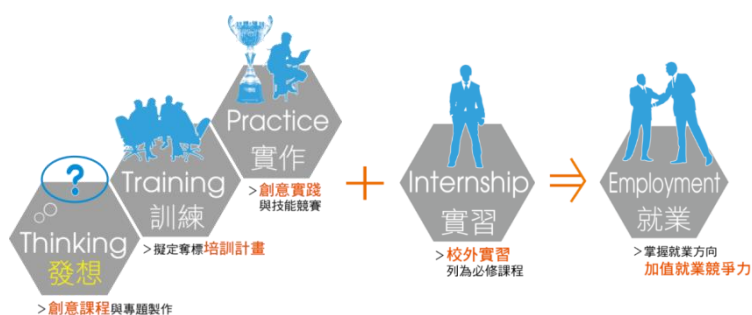 ?
Thinking
發想
>創意課程與專題製作
Training
訓練
>擬定奪標培訓計畫
Practice
實作
>創意實踐
與技能競賽
+
Internship
實習
>校外實習
列為必修課程
⇒
Employment
就業
>掌握就業方向
加值就業競爭力